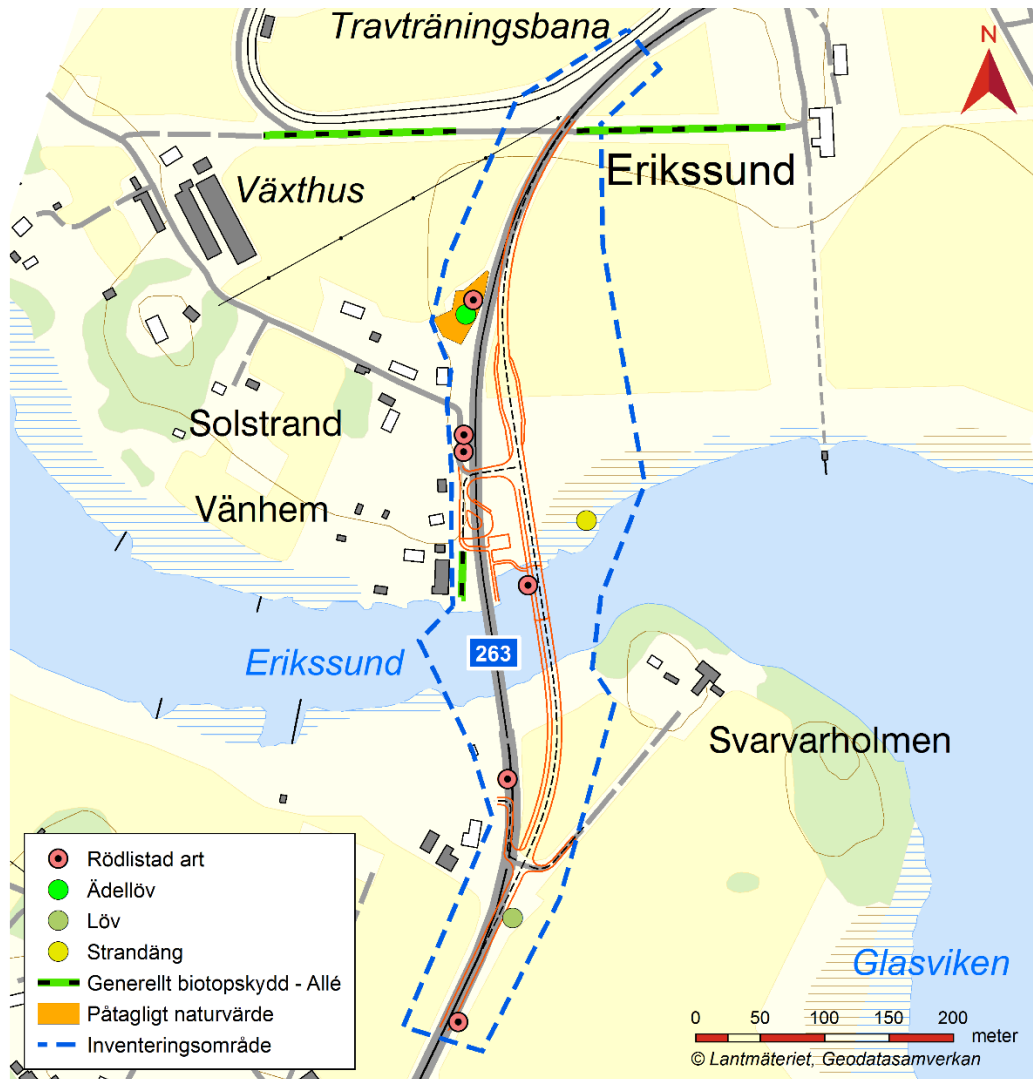 Travträningsbana
N
Erikssund
Växthus
Solstrand
Vänhem
263
Erikssund
Svarvarholmen
Glasviken
Rödlistad art
Ädellöv
Löv
Strandäng
Generellt biotopskydd - Allé
Påtagligt naturvärde
Inventeringsområde
0 50 100 150 200
meter
© Lantmäteriet, Geodatasamverkan